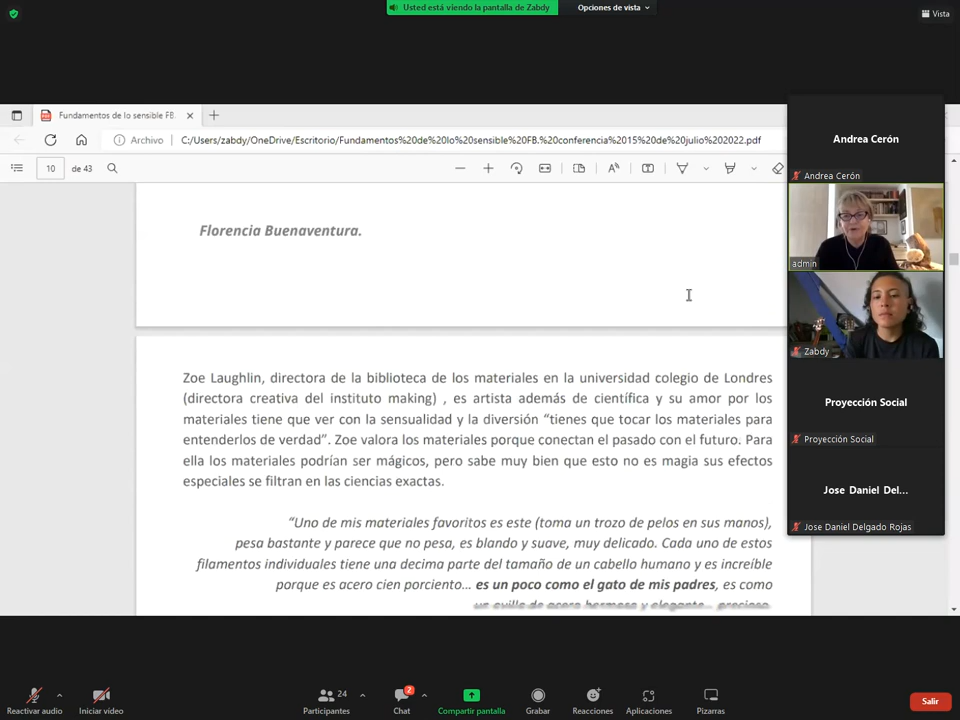 Usted está viendo la pantalla de Zabdy
Opciones de vista
Vista
Fundamentos de lo sensible FB.
Archivo
C:/Users/zabdy/OneDrive/Escritorio/Fundamentos%20de%20lo%20sensible%20FB.%20conferencia%2015%20de%20julio%202022.pdf
10
de 43
Florencia Buenaventura.
Zoe Laughlin, directora de la biblioteca de los materiales en la universidad colegio de Londres
(directora creativa del instituto making) , es artista además de científica y su amor por los
materiales tiene que ver con la sensualidad y la diversión “tienes que tocar los materiales para
entenderlos de verdad”. Zoe valora los materiales porque conectan el pasado con el futuro. Para
ella los materiales podrían ser mágicos, pero sabe muy bien que esto no es magia sus efectos
especiales se filtran en las ciencias exactas.
“Uno de mis materiales favoritos es este (toma un trozo de pelos en sus manos),
pesa bastante y parece que no pesa, es blando y suave, muy delicado. Cada uno de estos
filamentos individuales tiene una decima parte del tamaño de un cabello humano y es increíble
porque es acero cien porciento... es un poco como el gato de mis padres, es como
un ovillo de acero hermoso y elegante... precioso.
Andrea Cerón
Andrea Cerón
admin
Zabdy
Proyección Social
Proyección Social
Jose Daniel Del...
Jose Daniel Delgado Rojas
Reactivar audio
Iniciar video
24
Participantes
2
Chat
Compartir pantalla
Grabar
Reacciones
Aplicaciones
Pizarras
Salir